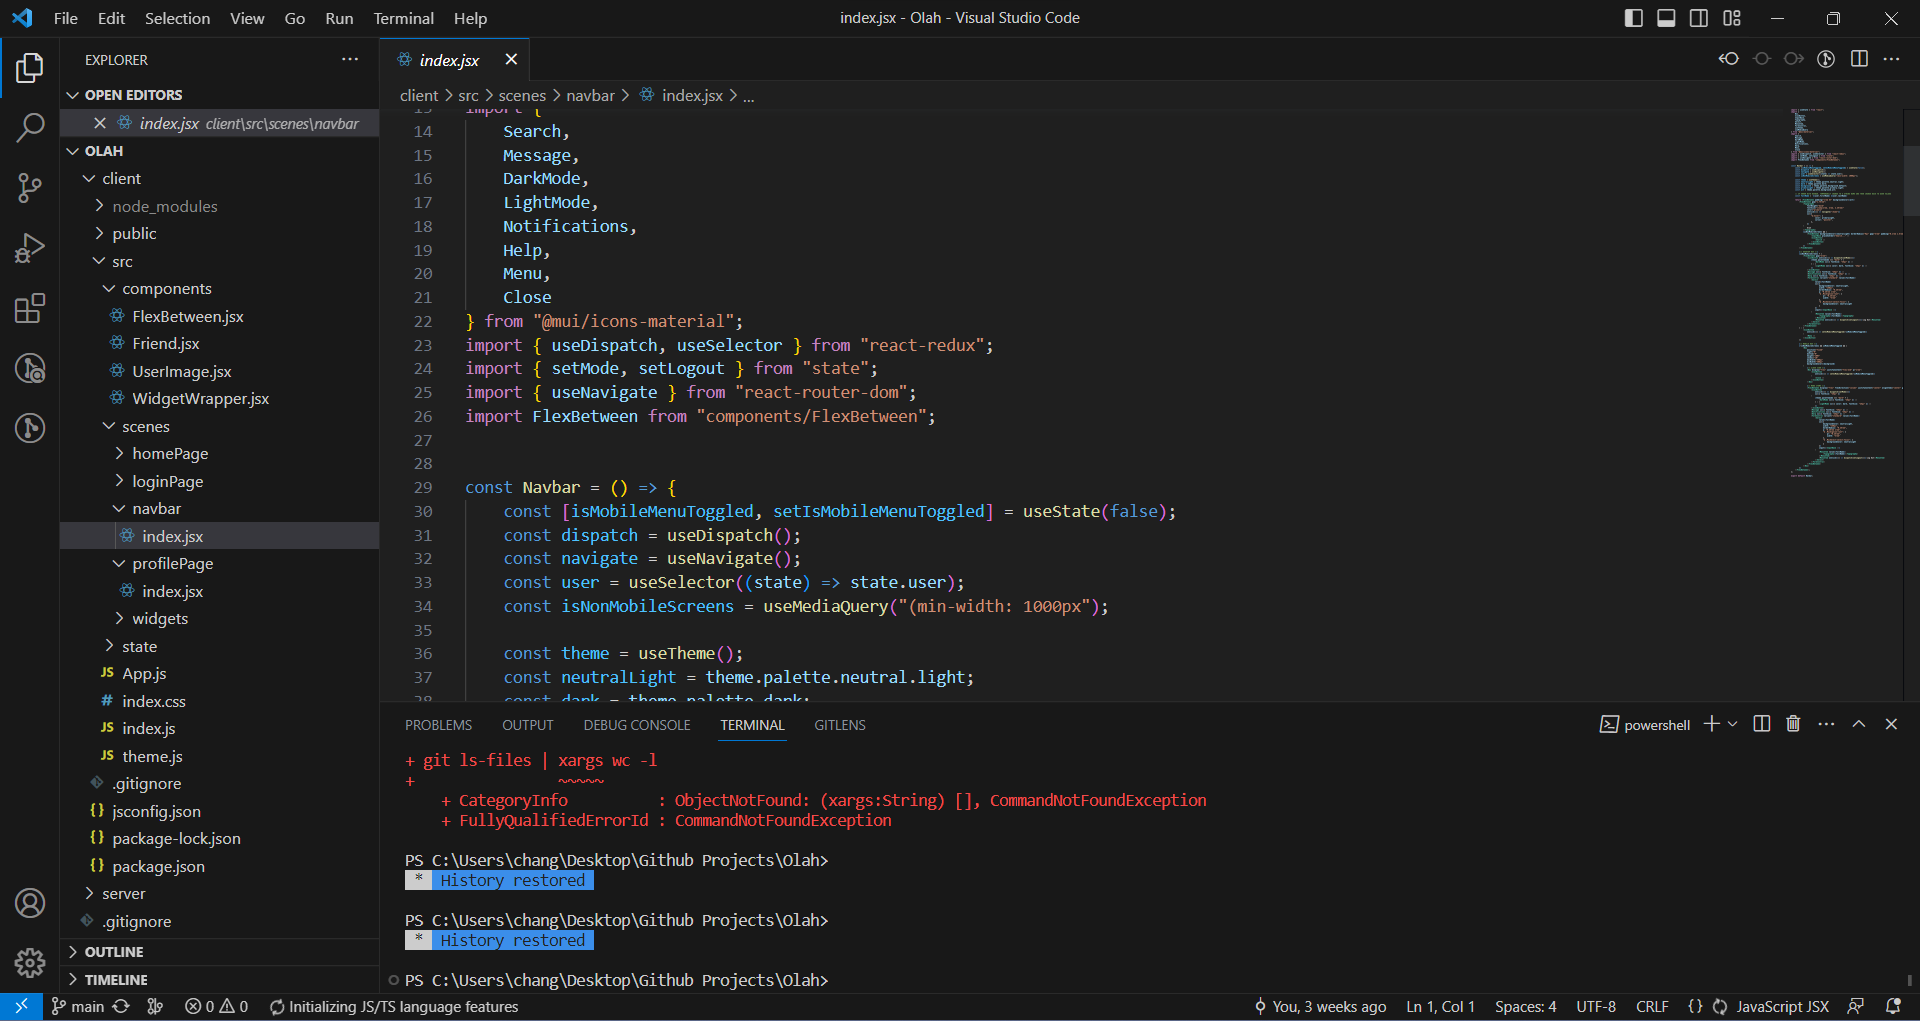 File Edit Selection View Go Run Terminal Help
index.jsx - Olah - Visual Studio Code
EXPLORER
OPEN EDITORS
index.jsx client\src\scenes\navbar
OLAH
client
node_modules
public
src
components
FlexBetween.jsx
Friend.jsx
UserImage.jsx
WidgetWrapper.jsx
scenes
homePage
loginPage
navbar
index.jsx
profilePage
index.jsx
widgets
state
JS App.js
# index.css
JS index.js
JS theme.js
.gitignore
{} jsconfig.json
{} package-lock.json
{} package.json
server
.gitignore
OUTLINE
TIMELINE
index.jsx
client > src > scenes > navbar > index.jsx > ...
13 import {
14 Search,
15 Message,
16 DarkMode,
17 LightMode,
18 Notifications,
19 Help,
20 Menu,
21 Close
22 } from "@mui/icons-material";
23 import { useDispatch, useSelector } from "react-redux";
24 import { setMode, setLogout } from "state";
25 import { useNavigate } from "react-router-dom";
26 import FlexBetween from "components/FlexBetween";
27
28
29 const Navbar = () => {
30 const [isMobileMenuToggled, setIsMobileMenuToggled] = useState(false);
31 const dispatch = useDispatch();
32 const navigate = useNavigate();
33 const user = useSelector((state) => state.user);
34 const isNonMobileScreens = useMediaQuery("(min-width: 1000px");
35
36 const theme = useTheme();
37 const neutralLight = theme.palette.neutral.light;
38 const dark = theme.palette.dark;
PROBLEMS OUTPUT DEBUG CONSOLE TERMINAL GITLENS
powershell
+ git ls-files | xargs wc -l
+ ~~~~~
+ CategoryInfo : ObjectNotFound: (xargs:String) [], CommandNotFoundException
+ FullyQualifiedErrorId : CommandNotFoundException
PS C:\Users\chang\Desktop\Github Projects\Olah>
* History restored
PS C:\Users\chang\Desktop\Github Projects\Olah>
* History restored
PS C:\Users\chang\Desktop\Github Projects\Olah>
main 0 0 Initializing JS/TS language features
You, 3 weeks ago Ln 1, Col 1 Spaces: 4 UTF-8 CRLF {} JavaScript JSX